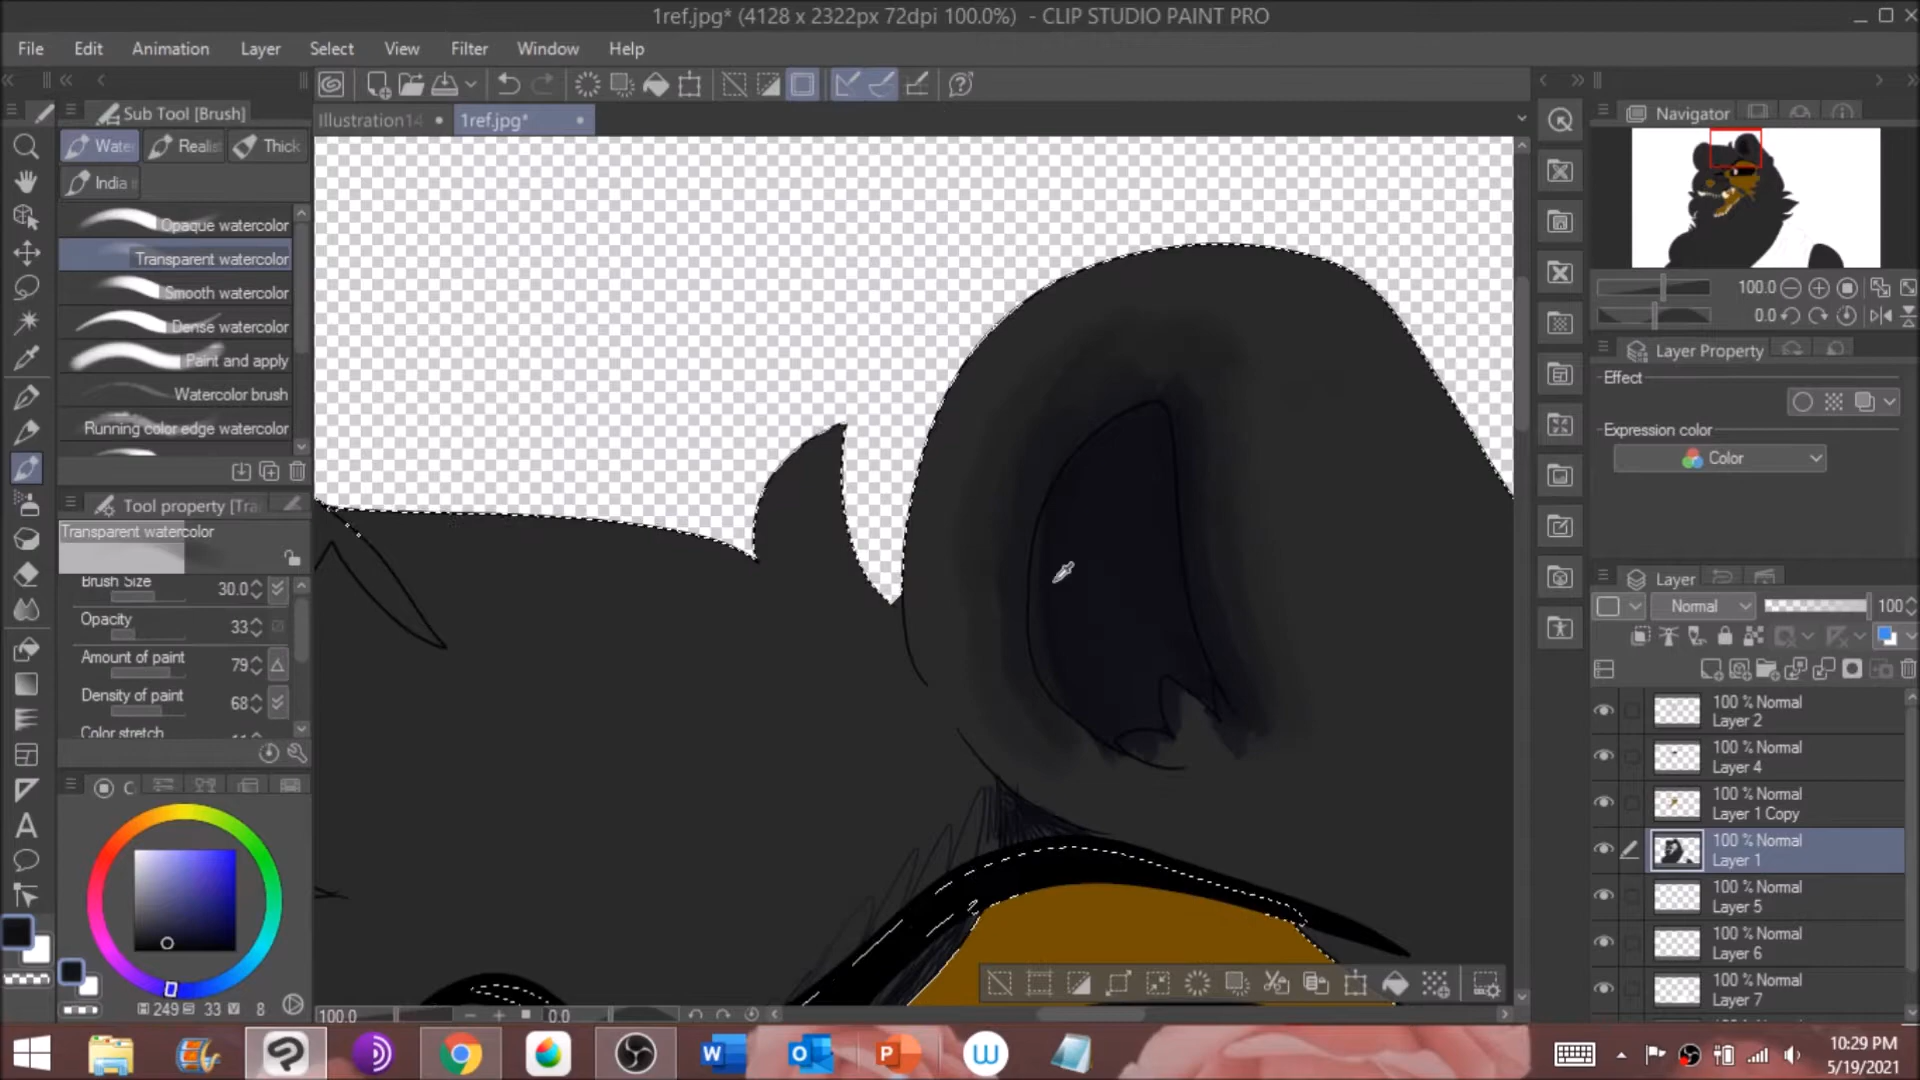 1ref.jpg* (4128 x 2322px 72dpi 100.0%) - CLIP STUDIO PAINT PRO
File Edit Animation Layer Select View Filter Window Help
Sub Tool [Brush]
Illustration14
1ref.jpg*
Navigator
Water
Realis
Thick
India
Opaque watercolor
Transparent watercolor
Smooth watercolor
Dense watercolor
Paint and apply
Watercolor brush
Running color edge watercolor
100.0
0.0
Layer Property
Effect
Expression color
Color
Tool property [Tra
Transparent watercolor
Brush Size 30.0
Opacity 33
Amount of paint 79
Density of paint 68
Color stretch
C
249 33 8
Layer
Normal 100
100 % Normal
Layer 2
100 % Normal
Layer 4
100 % Normal
Layer 1 Copy
100 % Normal
Layer 1
100 % Normal
Layer 5
100 % Normal
Layer 6
100 % Normal
Layer 7
100.0 0.0
10:29 PM
5/19/2021